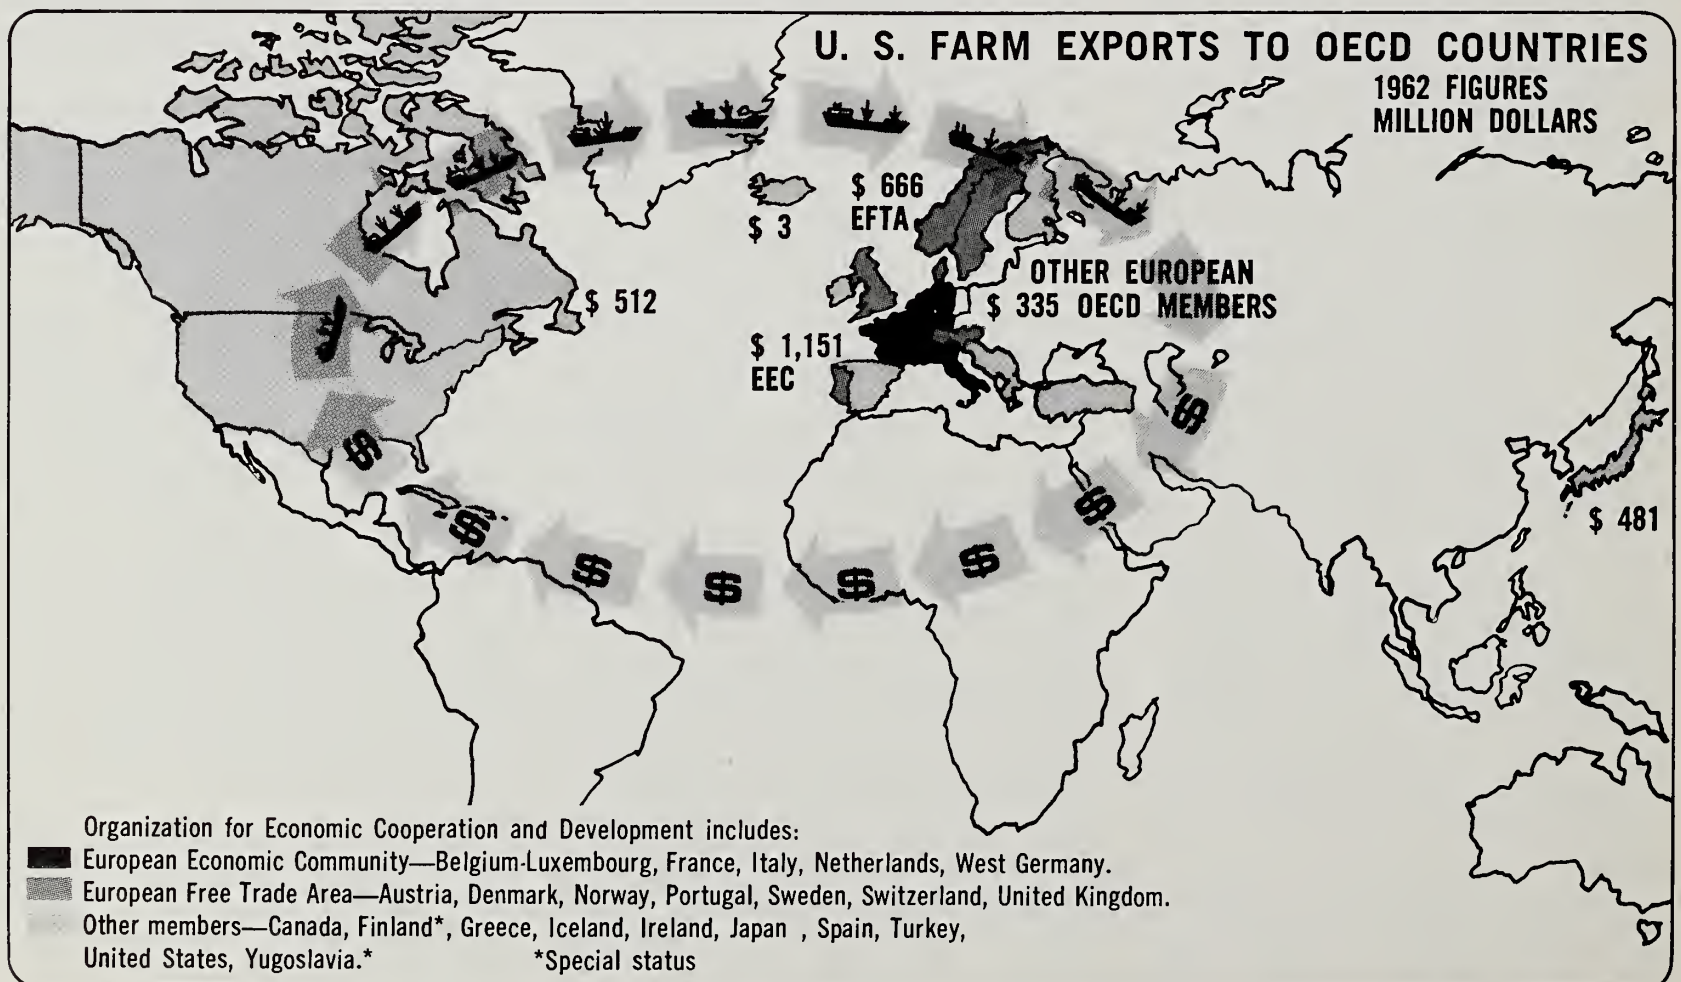 U. S. FARM EXPORTS TO OECD COUNTRIES
1962 FIGURES
MILLION DOLLARS
$ 666
EFTA
$ 3
OTHER EUROPEAN
$ 335 OECD MEMBERS
$ 512
$ 1,151
EEC
$ 481
$
$
$
$
$
$
$
$
Organization for Economic Cooperation and Development includes:
European Economic Community—Belgium-Luxembourg, France, Italy, Netherlands, West Germany.
European Free Trade Area—Austria, Denmark, Norway, Portugal, Sweden, Switzerland, United Kingdom.
Other members—Canada, Finland*, Greece, Iceland, Ireland, Japan , Spain, Turkey,
United States, Yugoslavia.* *Special status